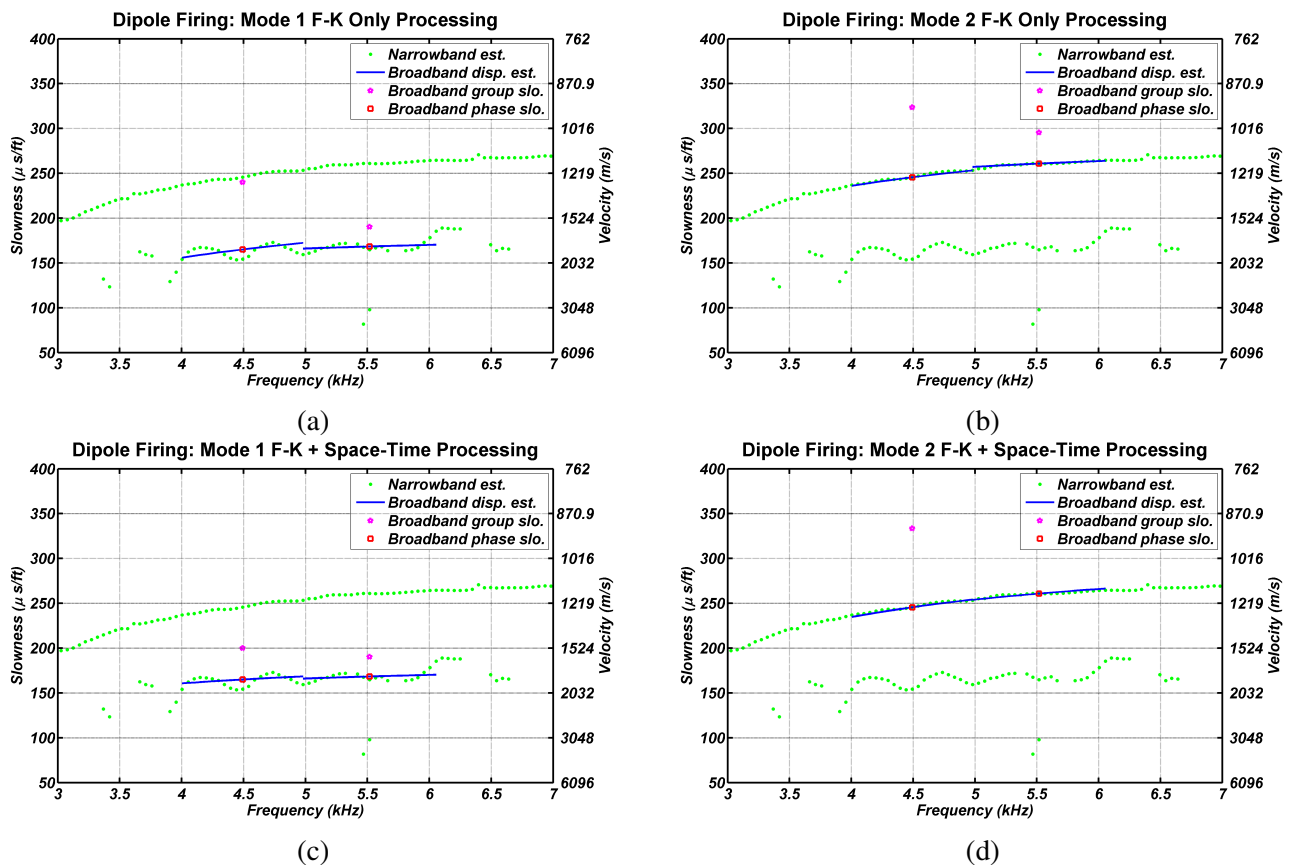 Dipole Firing: Mode 1 F-K Only Processing
400
350
300
250
200
150
100
50
Slowness (μ s/ft)
Narrowband est.
Broadband disp. est.
Broadband group slo.
Broadband phase slo.
762
870.9
1016
1219
1524
2032
3048
6096
Velocity (m/s)
3 3.5 4 4.5 5 5.5 6 6.5 7
Frequency (kHz)
(a)
Dipole Firing: Mode 2 F-K Only Processing
400
350
300
250
200
150
100
50
Slowness (μ s/ft)
Narrowband est.
Broadband disp. est.
Broadband group slo.
Broadband phase slo.
762
870.9
1016
1219
1524
2032
3048
6096
Velocity (m/s)
3 3.5 4 4.5 5 5.5 6 6.5 7
Frequency (kHz)
(b)
Dipole Firing: Mode 1 F-K + Space-Time Processing
400
350
300
250
200
150
100
50
Slowness (μ s/ft)
Narrowband est.
Broadband disp. est.
Broadband group slo.
Broadband phase slo.
762
870.9
1016
1219
1524
2032
3048
6096
Velocity (m/s)
3 3.5 4 4.5 5 5.5 6 6.5 7
Frequency (kHz)
(c)
Dipole Firing: Mode 2 F-K + Space-Time Processing
400
350
300
250
200
150
100
50
Slowness (μ s/ft)
Narrowband est.
Broadband disp. est.
Broadband group slo.
Broadband phase slo.
762
870.9
1016
1219
1524
2032
3048
6096
Velocity (m/s)
3 3.5 4 4.5 5 5.5 6 6.5 7
Frequency (kHz)
(d)